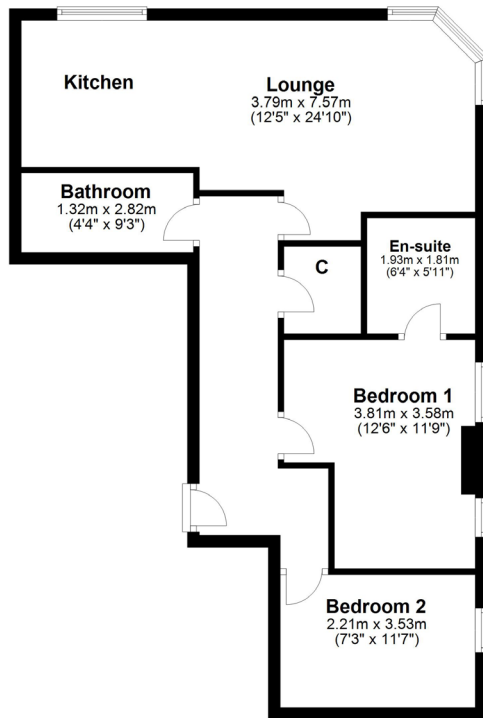 Kitchen
Lounge
3.79m x 7.57m
(12'5" x 24'10")
Bathroom
1.32m x 2.82m
(4'4" x 9'3")
En-suite
1.93m x 1.81m
(6'4" x 5'11")
C
Bedroom 1
3.81m x 3.58m
(12'6" x 11'9")
Bedroom 2
2.21m x 3.53m
(7'3" x 11'7")